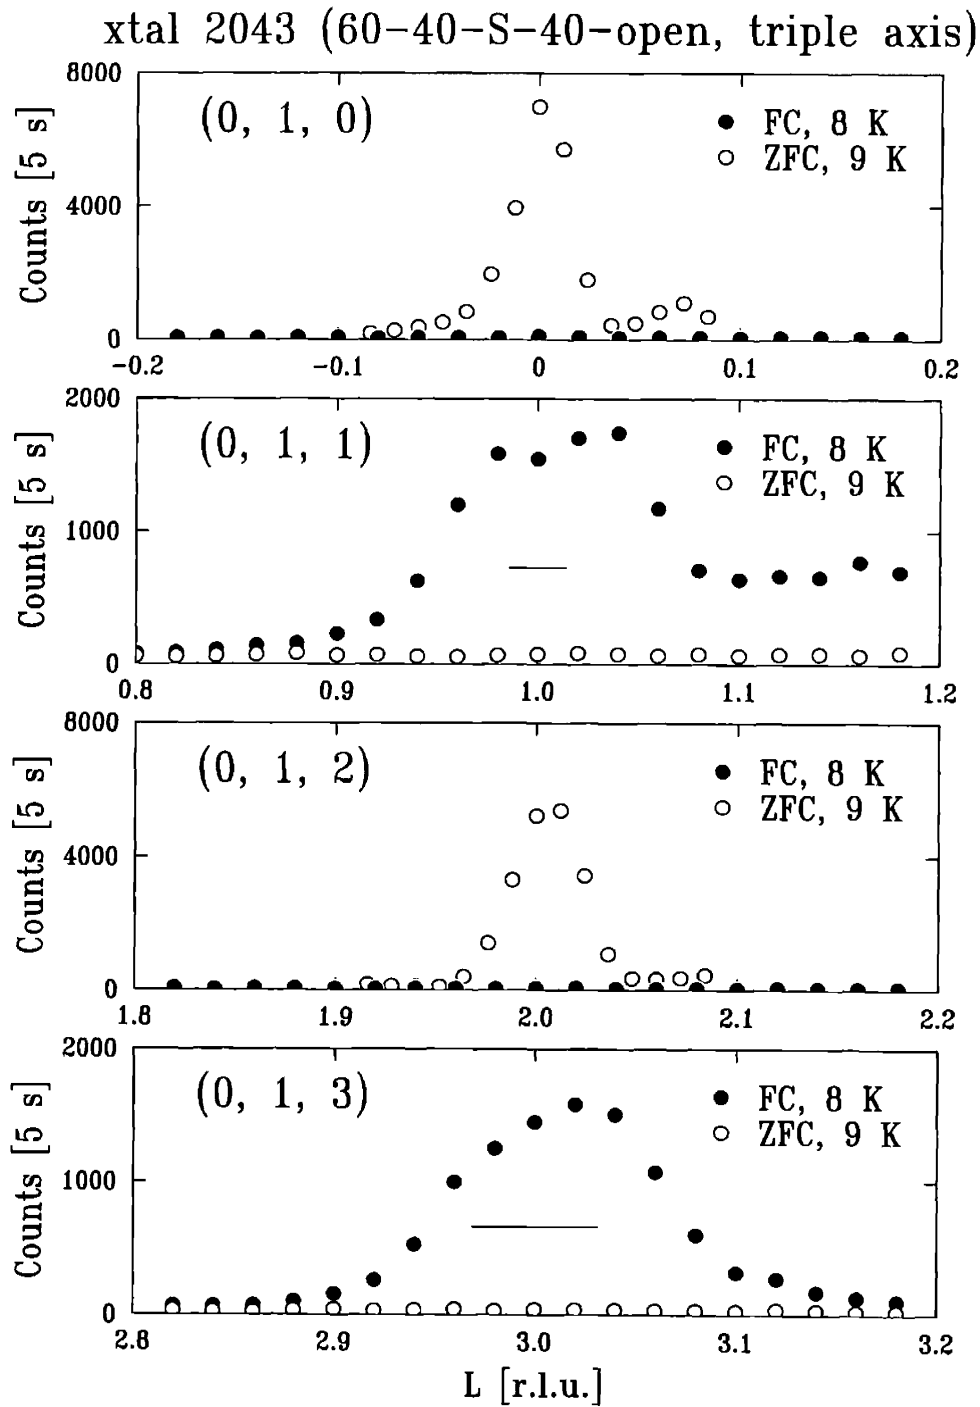 xtal 2043 (60-40-S-40-open, triple axis)
8000
(0, 1, 0)
FC, 8 K
ZFC, 9 K
4000
0
Counts [5 s]
-0.2 -0.1 0 0.1 0.2
2000
(0, 1, 1)
FC, 8 K
ZFC, 9 K
1000
0
Counts [5 s]
0.8 0.9 1.0 1.1 1.2
8000
(0, 1, 2)
FC, 8 K
ZFC, 9 K
4000
0
Counts [5 s]
1.8 1.9 2.0 2.1 2.2
2000
(0, 1, 3)
FC, 8 K
ZFC, 9 K
1000
0
Counts [5 s]
2.8 2.9 3.0 3.1 3.2
L [r.l.u.]